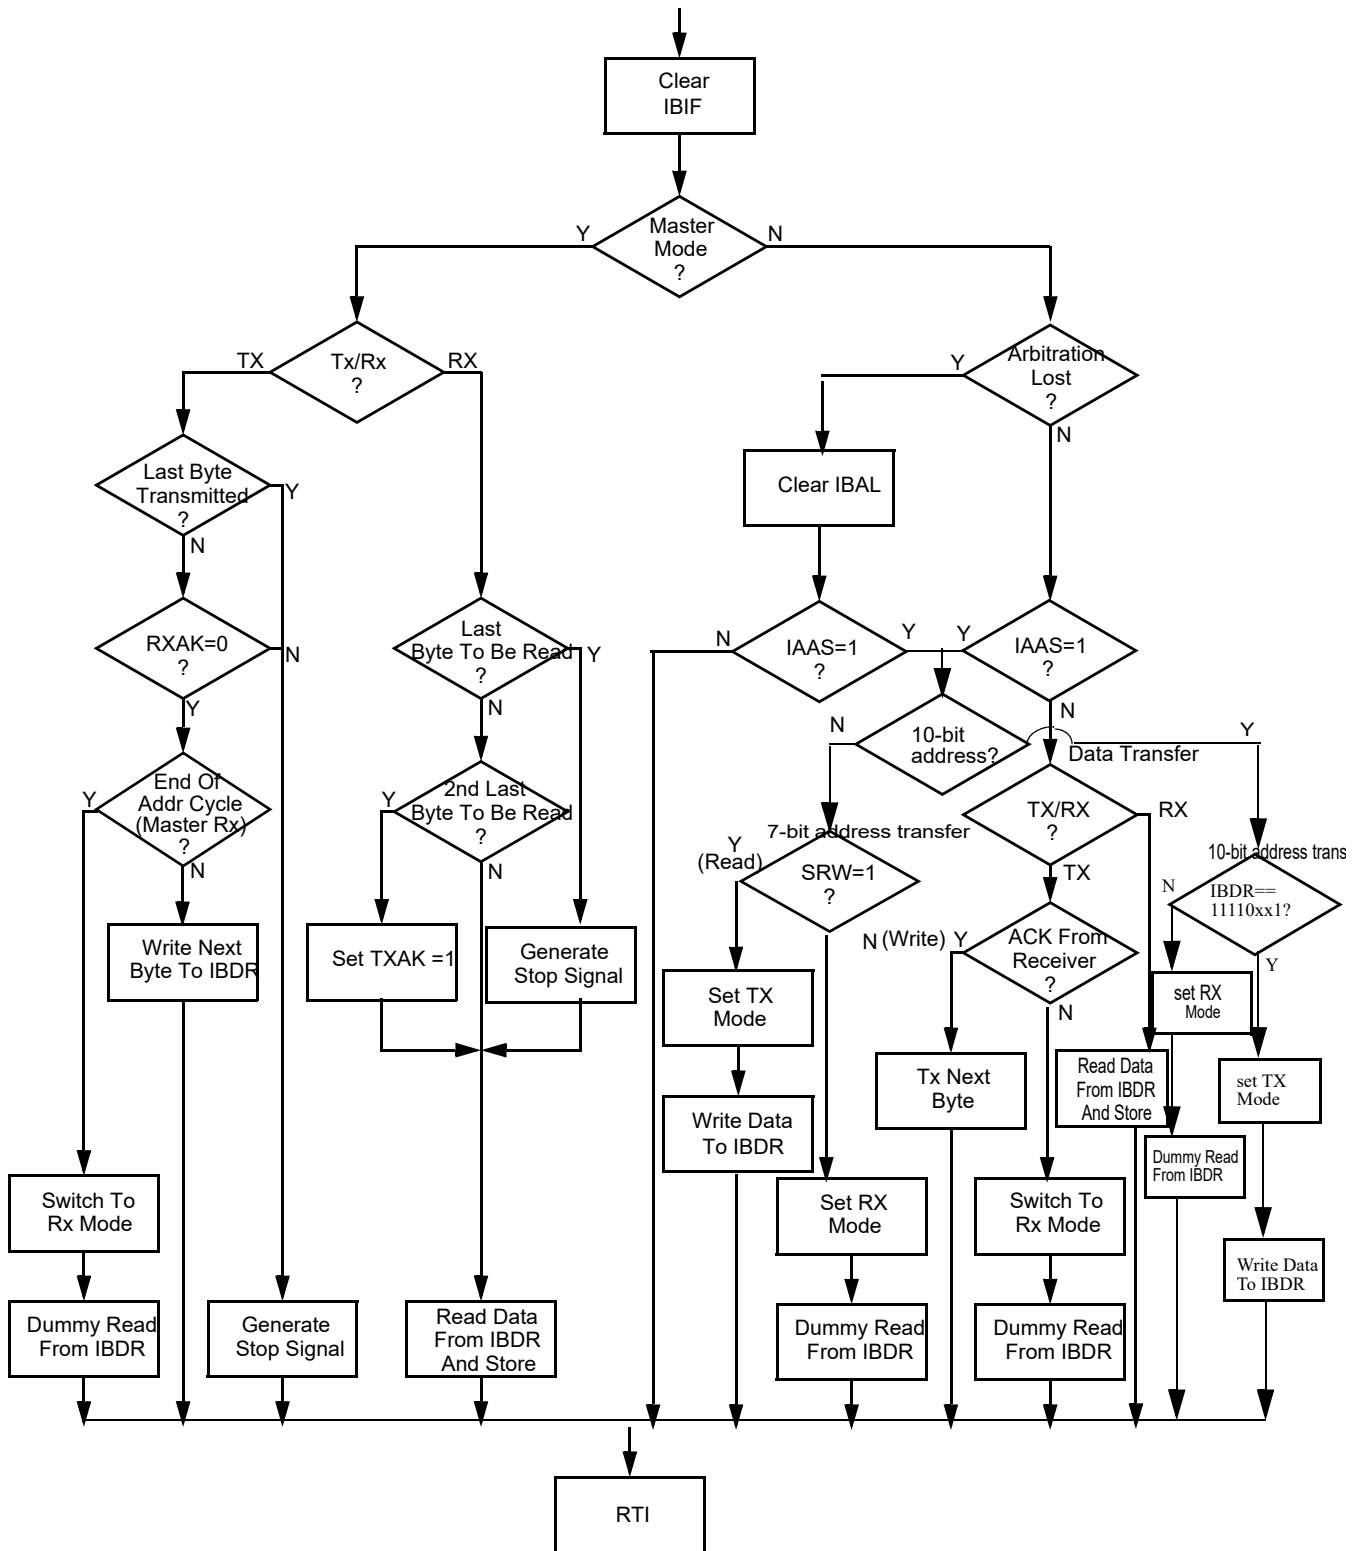 Clear
IBIF
Master
Mode
?
Y
N
Tx/Rx
?
TX
RX
Arbitration
Lost
?
Y
N
Last Byte
Transmitted
?
Y
N
Clear IBAL
RXAK=0
?
N
Y
Last
Byte To Be Read
?
Y
N
IAAS=1
?
N
Y
IAAS=1
?
Y
N
10-bit
address?
N
Y
Data Transfer
End Of
Addr Cycle
(Master Rx)
?
Y
N
2nd Last
Byte To Be Read
?
Y
N
7-bit address transfer
SRW=1
?
Y
(Read)
N (Write)
TX/RX
?
RX
TX
10-bit address trans
IBDR==
11110xx1?
N
Y
ACK From
Receiver
?
Y
N
Write Next
Byte To IBDR
Set TXAK =1
Generate
Stop Signal
Set TX
Mode
set RX
Mode
Tx Next
Byte
Read Data
From IBDR
And Store
set TX
Mode
Write Data
To IBDR
Dummy Read
From IBDR
Switch To
Rx Mode
Set RX
Mode
Switch To
Rx Mode
Write Data
To IBDR
Dummy Read
From IBDR
Generate
Stop Signal
Read Data
From IBDR
And Store
Dummy Read
From IBDR
Dummy Read
From IBDR
RTI